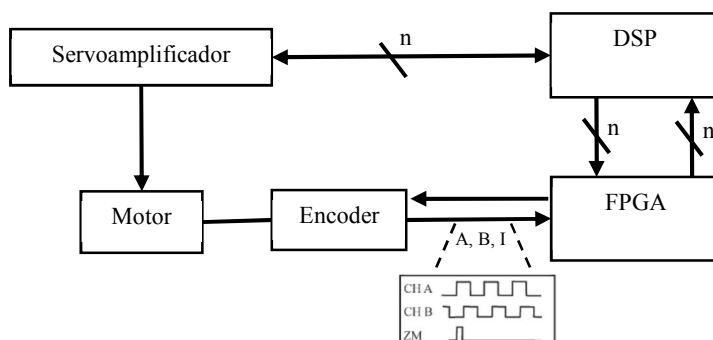 Servoamplificador
n
DSP
n
n
Motor
Encoder
FPGA
A, B, I
CH A
CH B
ZM